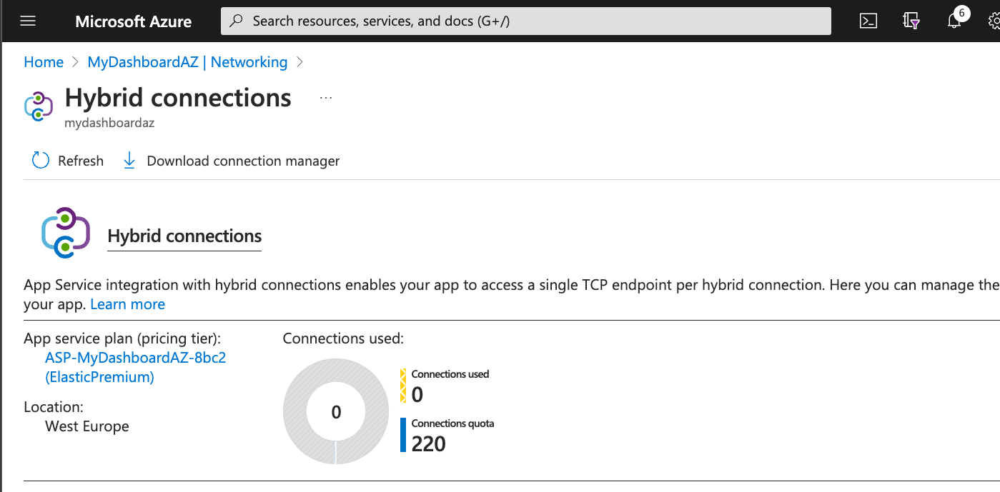 Microsoft Azure
Search resources, services, and docs (G+/)
6
Home > MyDashboardAZ | Networking >
Hybrid connections ...
mydashboardaz
Refresh
Download connection manager
Hybrid connections
App Service integration with hybrid connections enables your app to access a single TCP endpoint per hybrid connection. Here you can manage the
your app. Learn more
App service plan (pricing tier):
ASP-MyDashboardAZ-8bc2
(ElasticPremium)
Location:
West Europe
Connections used:
0
Connections used
0
Connections quota
220